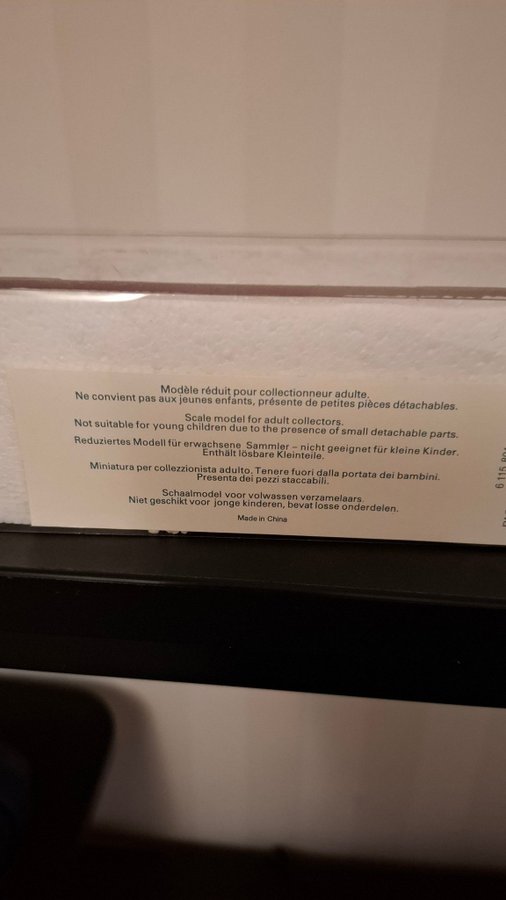 Modèle réduit pour collectionneur adulte.
Ne convient pas aux jeunes enfants, présente de petites pièces détachables.
Scale model for adult collectors.
Not suitable for young children due to the presence of small detachable parts.
Reduziertes Modell für erwachsene Sammler – nicht geeignet für kleine Kinder.
Enthält lösbare Kleinteile.
Miniatura per collezzionista adulto. Tenere fuori dalla portata dei bambini.
Presenta dei pezzi staccabili.
Schaalmodel voor volwassen verzamelaars.
Niet geschikt voor jonge kinderen, bevat losse onderdelen.
Made in China
6 115 801